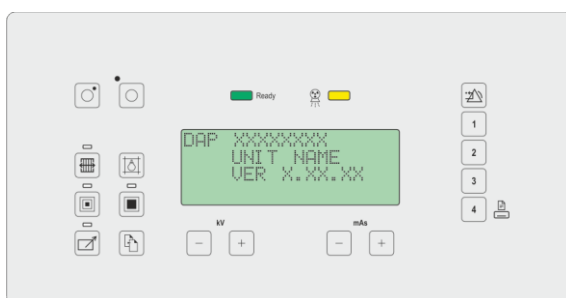 Ready
DAP XXXXXXXX
UNIT NAME
VER X.XX.XX
kV
mAs
- +
- +
1
2
3
4